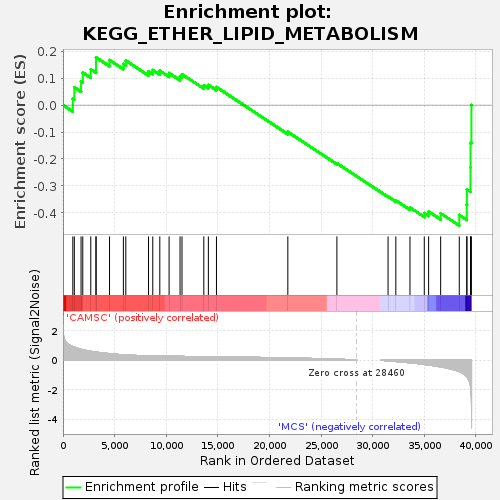 Enrichment plot:
KEGG_ETHER_LIPID_METABOLISM
Enrichment score (ES)
0.2
0.1
0.0
-0.1
-0.2
-0.3
-0.4
'CAMSC' (positively correlated)
Ranked list metric (Signal2Noise)
2
0
-2
-4
Zero cross at 28460
'MCS' (negatively correlated)
0
5,000
10,000
15,000
20,000
25,000
30,000
35,000
40,000
Rank in Ordered Dataset
Enrichment profile
Hits
Ranking metric scores